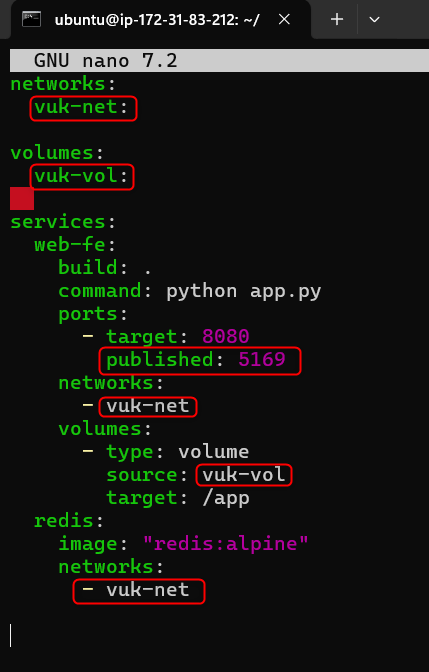 ubuntu@ip-172-31-83-212: ~/
GNU nano 7.2
networks:
  vuk-net:

volumes:
  vuk-vol:

services:
  web-fe:
    build: .
    command: python app.py
    ports:
      - target: 8080
        published: 5169
    networks:
      - vuk-net
    volumes:
      - type: volume
        source: vuk-vol
        target: /app
  redis:
    image: "redis:alpine"
    networks:
      - vuk-net